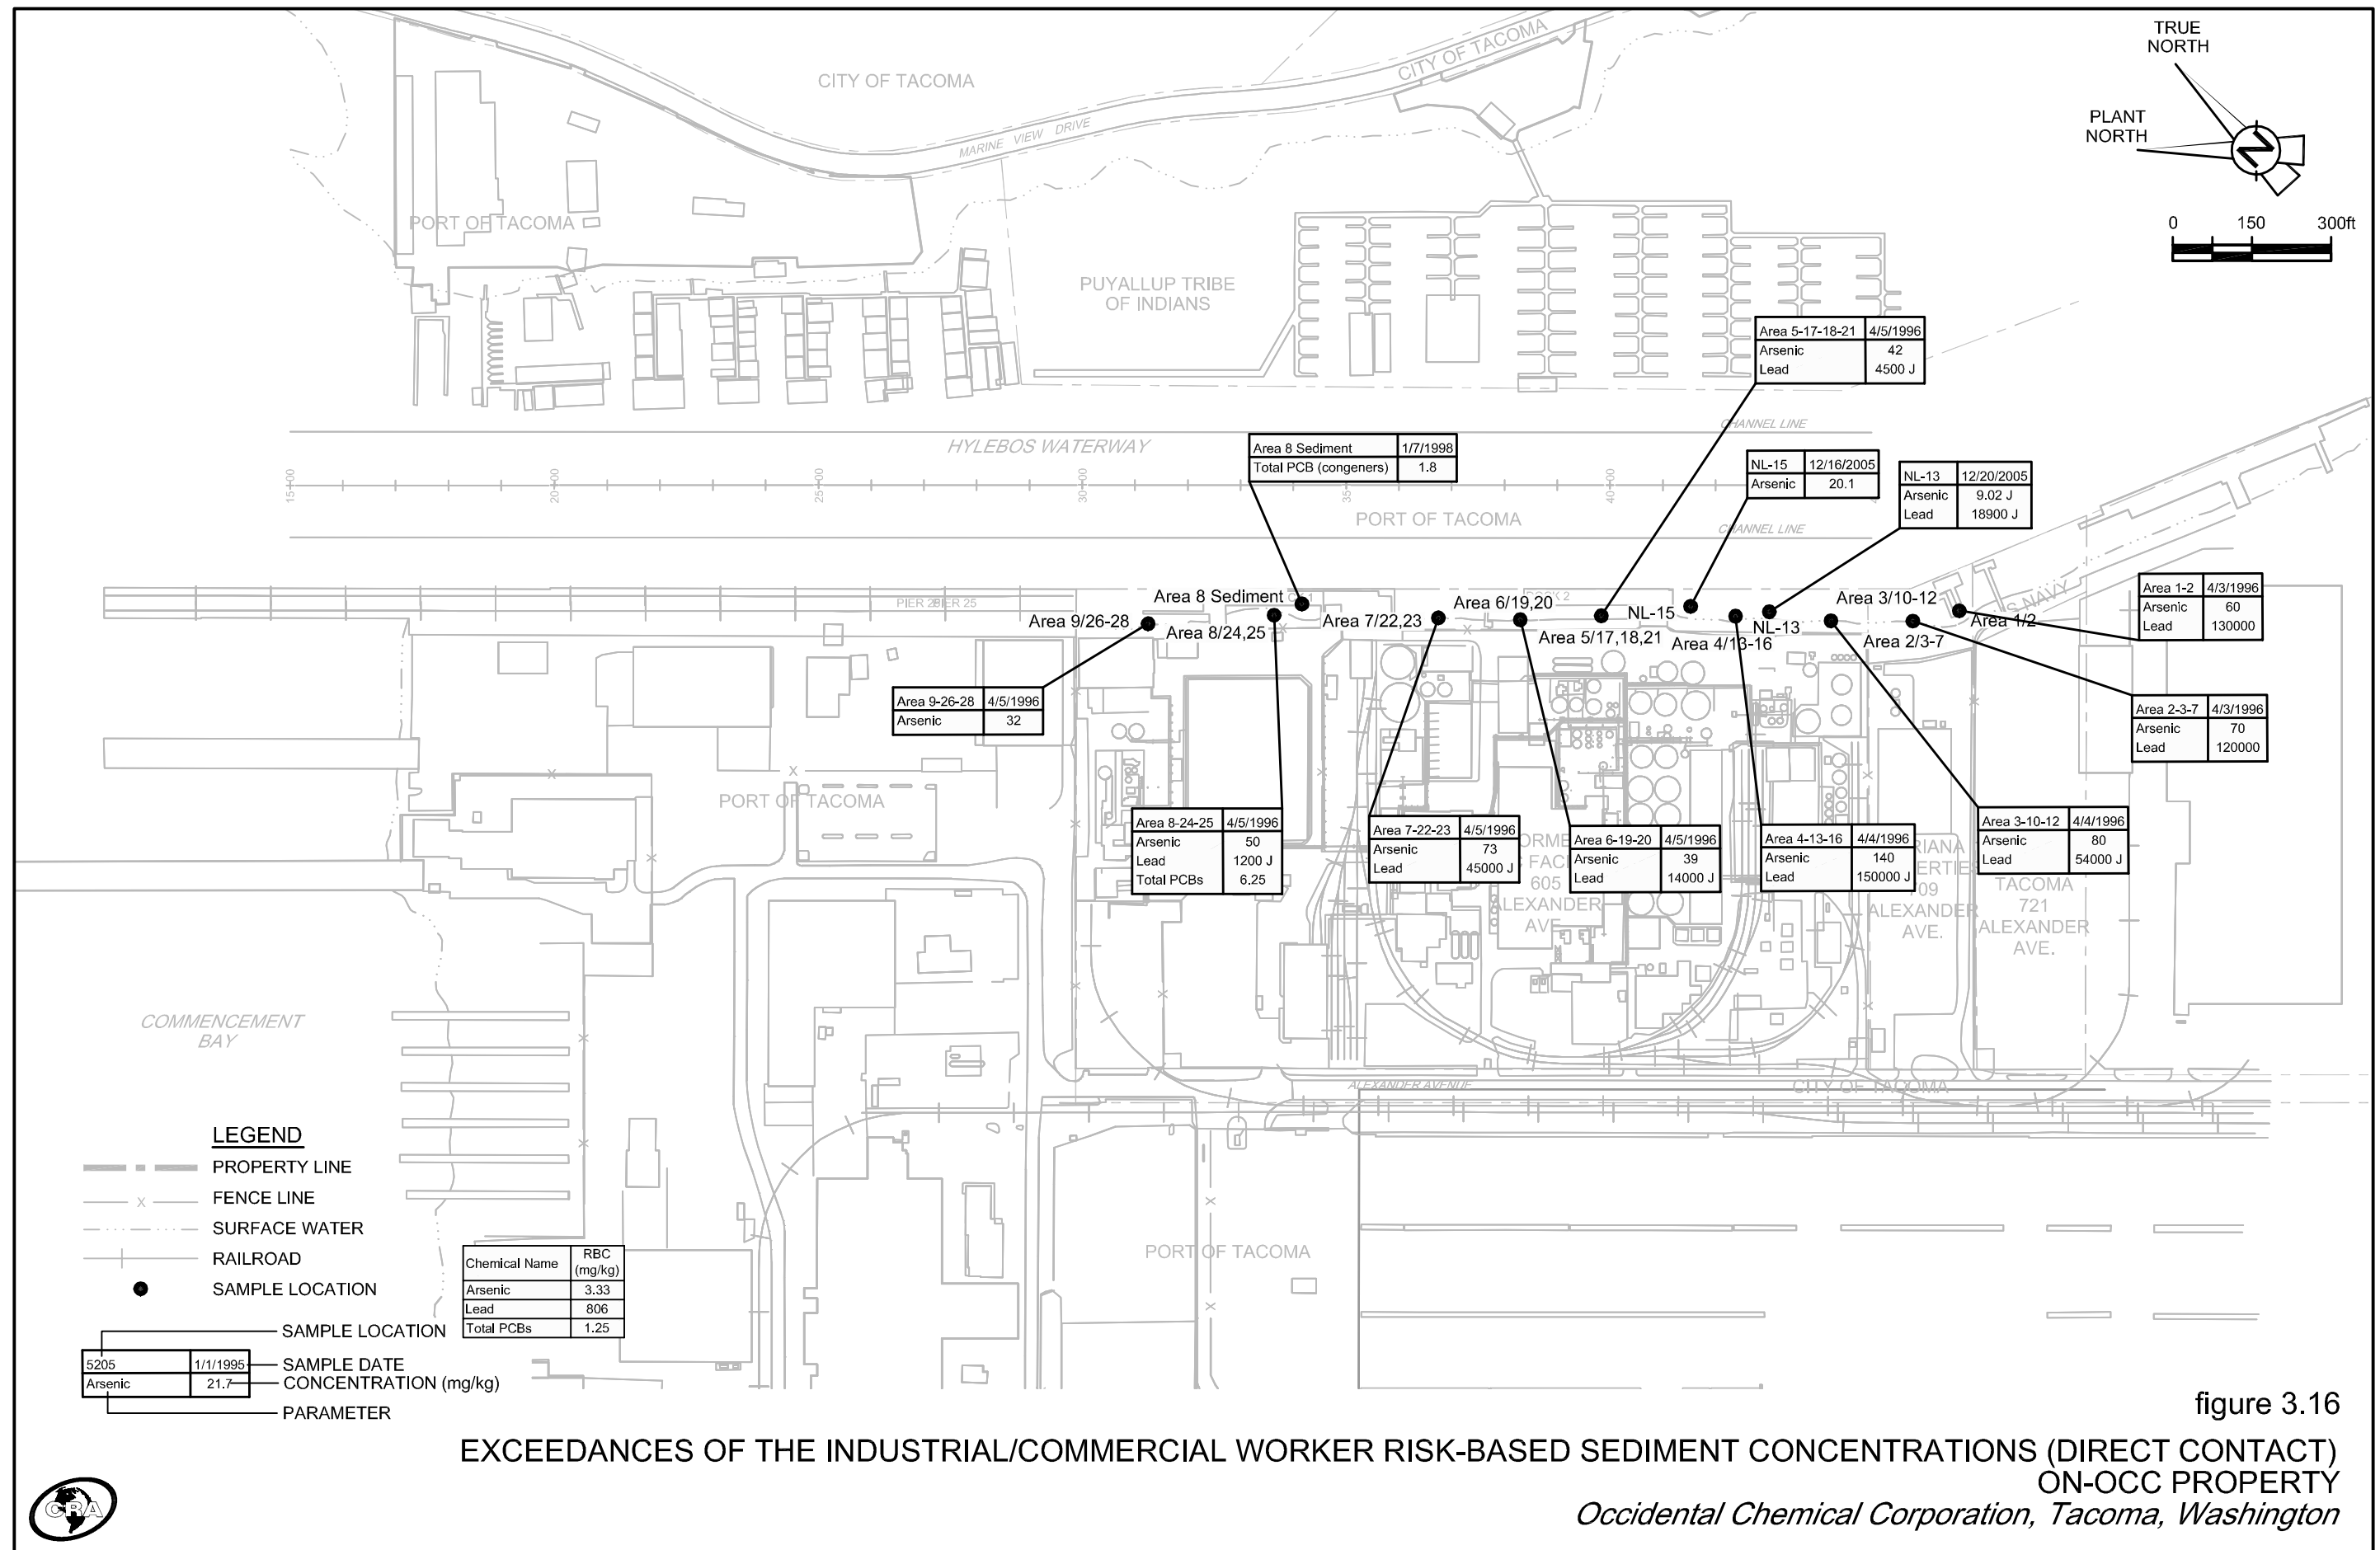 TRUE
NORTH
PLANT
NORTH
0 150 300ft
CITY OF TACOMA
CITY OF TACOMA
MARINE VIEW DRIVE
PORT OF TACOMA
PUYALLUP TRIBE
OF INDIANS
Area 5-17-18-21 4/5/1996
Arsenic 42
Lead 4500 J
CHANNEL LINE
HYLEBOS WATERWAY
Area 8 Sediment 1/7/1998
Total PCB (congeners) 1.8
NL-15 12/16/2005
Arsenic 20.1
NL-13 12/20/2005
Arsenic 9.02 J
Lead 18900 J
15+00 20+00 25+00 30+00 40+00
PORT OF TACOMA
CHANNEL LINE
Area 1-2 4/3/1996
Arsenic 60
Lead 130000
PIER 25
Area 8 Sediment
Area 6/19,20
Area 3/10-12
NAVY
Area 9/26-28
Area 8/24,25
Area 7/22,23
NL-15
NL-13
Area 1/2
Area 5/17,18,21
Area 4/13-16
Area 2/3-7
Area 9-26-28 4/5/1996
Arsenic 32
Area 2-3-7 4/3/1996
Arsenic 70
Lead 120000
PORT OF TACOMA
Area 8-24-25 4/5/1996
Arsenic 50
Lead 1200 J
Total PCBs 6.25
Area 7-22-23 4/5/1996
Arsenic 73
Lead 45000 J
Area 6-19-20 4/5/1996
Arsenic 39
Lead 14000 J
Area 4-13-16 4/4/1996
Arsenic 140
Lead 150000 J
Area 3-10-12 4/4/1996
Arsenic 80
Lead 54000 J
605
ALEXANDER
AVE.
ALEXANDER
AVE.
TACOMA
721
ALEXANDER
AVE.
COMMENCEMENT
BAY
ALEXANDER AVENUE
CITY OF TACOMA
PORT OF TACOMA
LEGEND
PROPERTY LINE
FENCE LINE
SURFACE WATER
RAILROAD
SAMPLE LOCATION
Chemical Name RBC (mg/kg)
Arsenic 3.33
Lead 806
Total PCBs 1.25
SAMPLE LOCATION
5205 1/1/1995 SAMPLE DATE
Arsenic 21.7 CONCENTRATION (mg/kg)
PARAMETER
figure 3.16
EXCEEDANCES OF THE INDUSTRIAL/COMMERCIAL WORKER RISK-BASED SEDIMENT CONCENTRATIONS (DIRECT CONTACT)
ON-OCC PROPERTY
Occidental Chemical Corporation, Tacoma, Washington
CRA